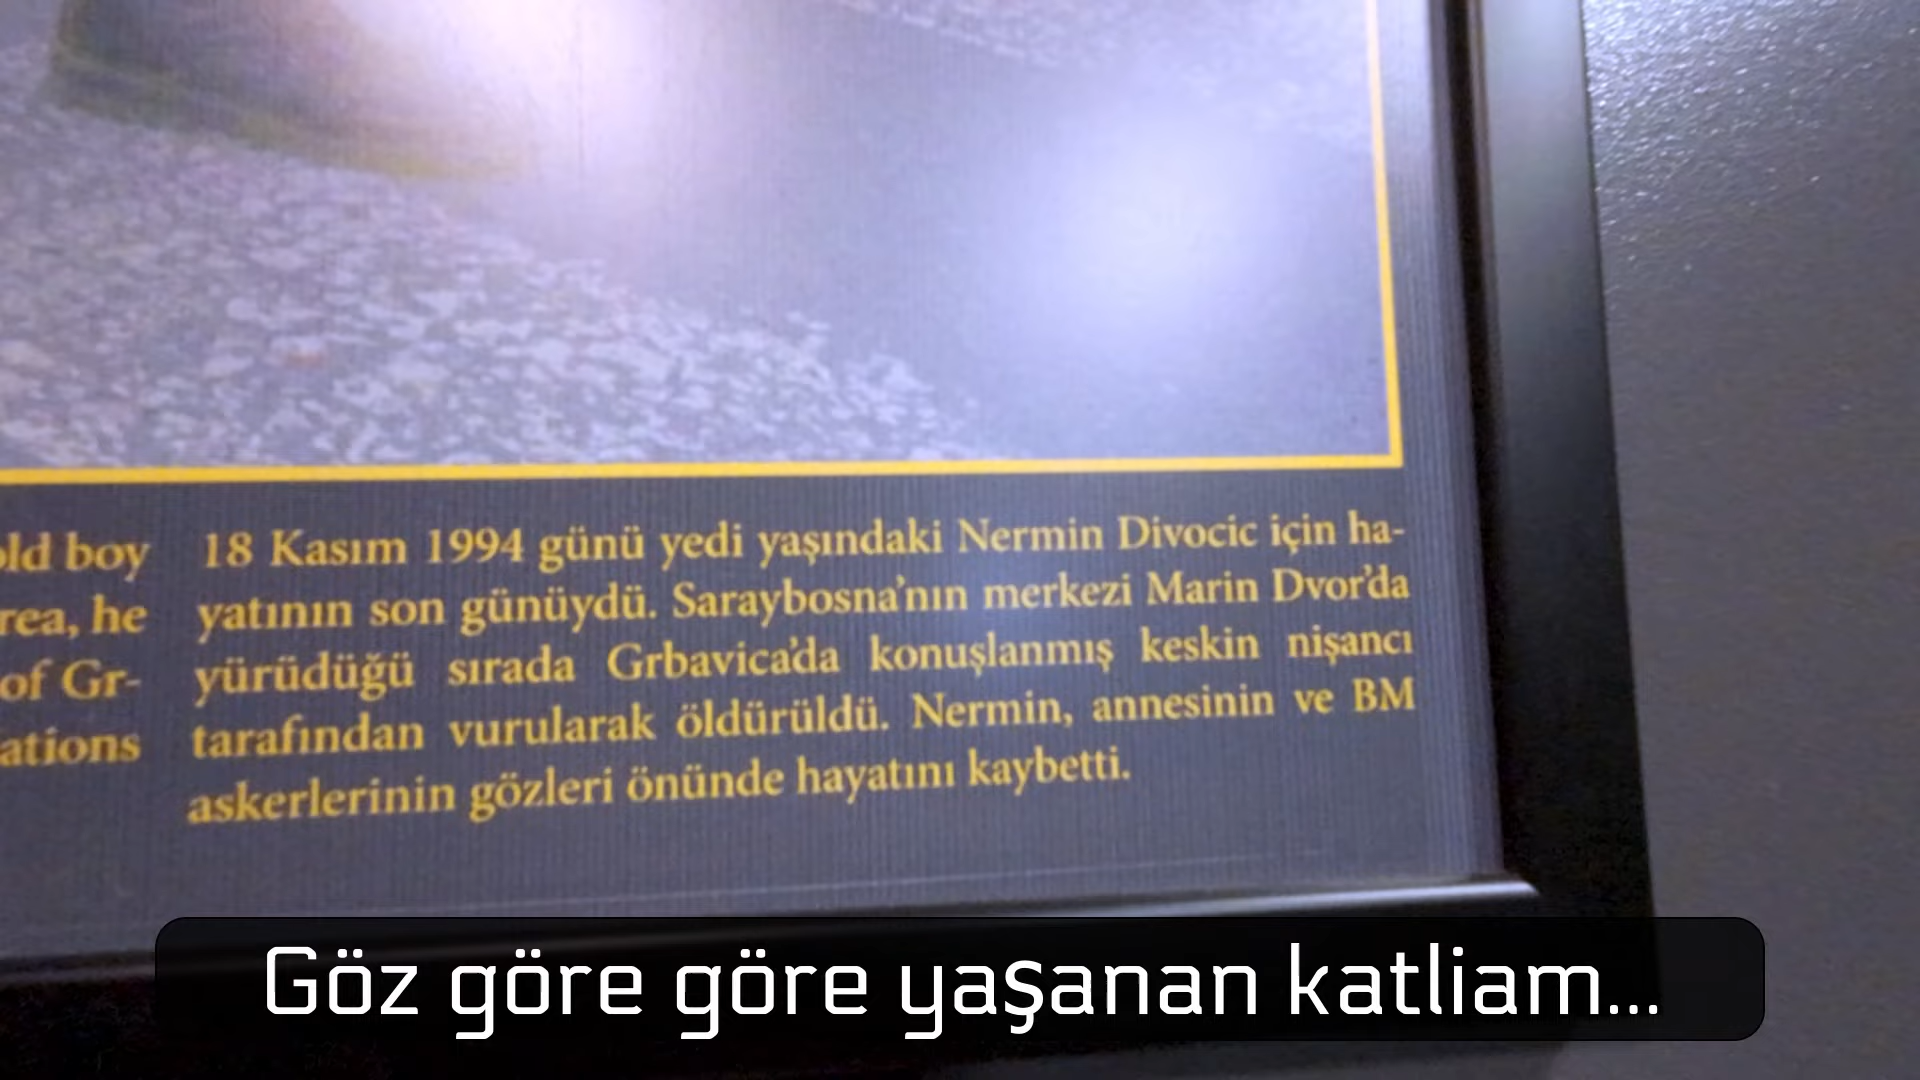 old boy
rea, he
of Gr-
ations
18 Kasım 1994 günü yedi yaşındaki Nermin Divocic için ha-
yatının son günüydü. Saraybosna’nın merkezi Marin Dvor’da
yürüdüğü sırada Grbavica’da konuşlanmış keskin nişancı
tarafından vurularak öldürüldü. Nermin, annesinin ve BM
askerlerinin gözleri önünde hayatını kaybetti.
Göz göre göre yaşanan katliam...